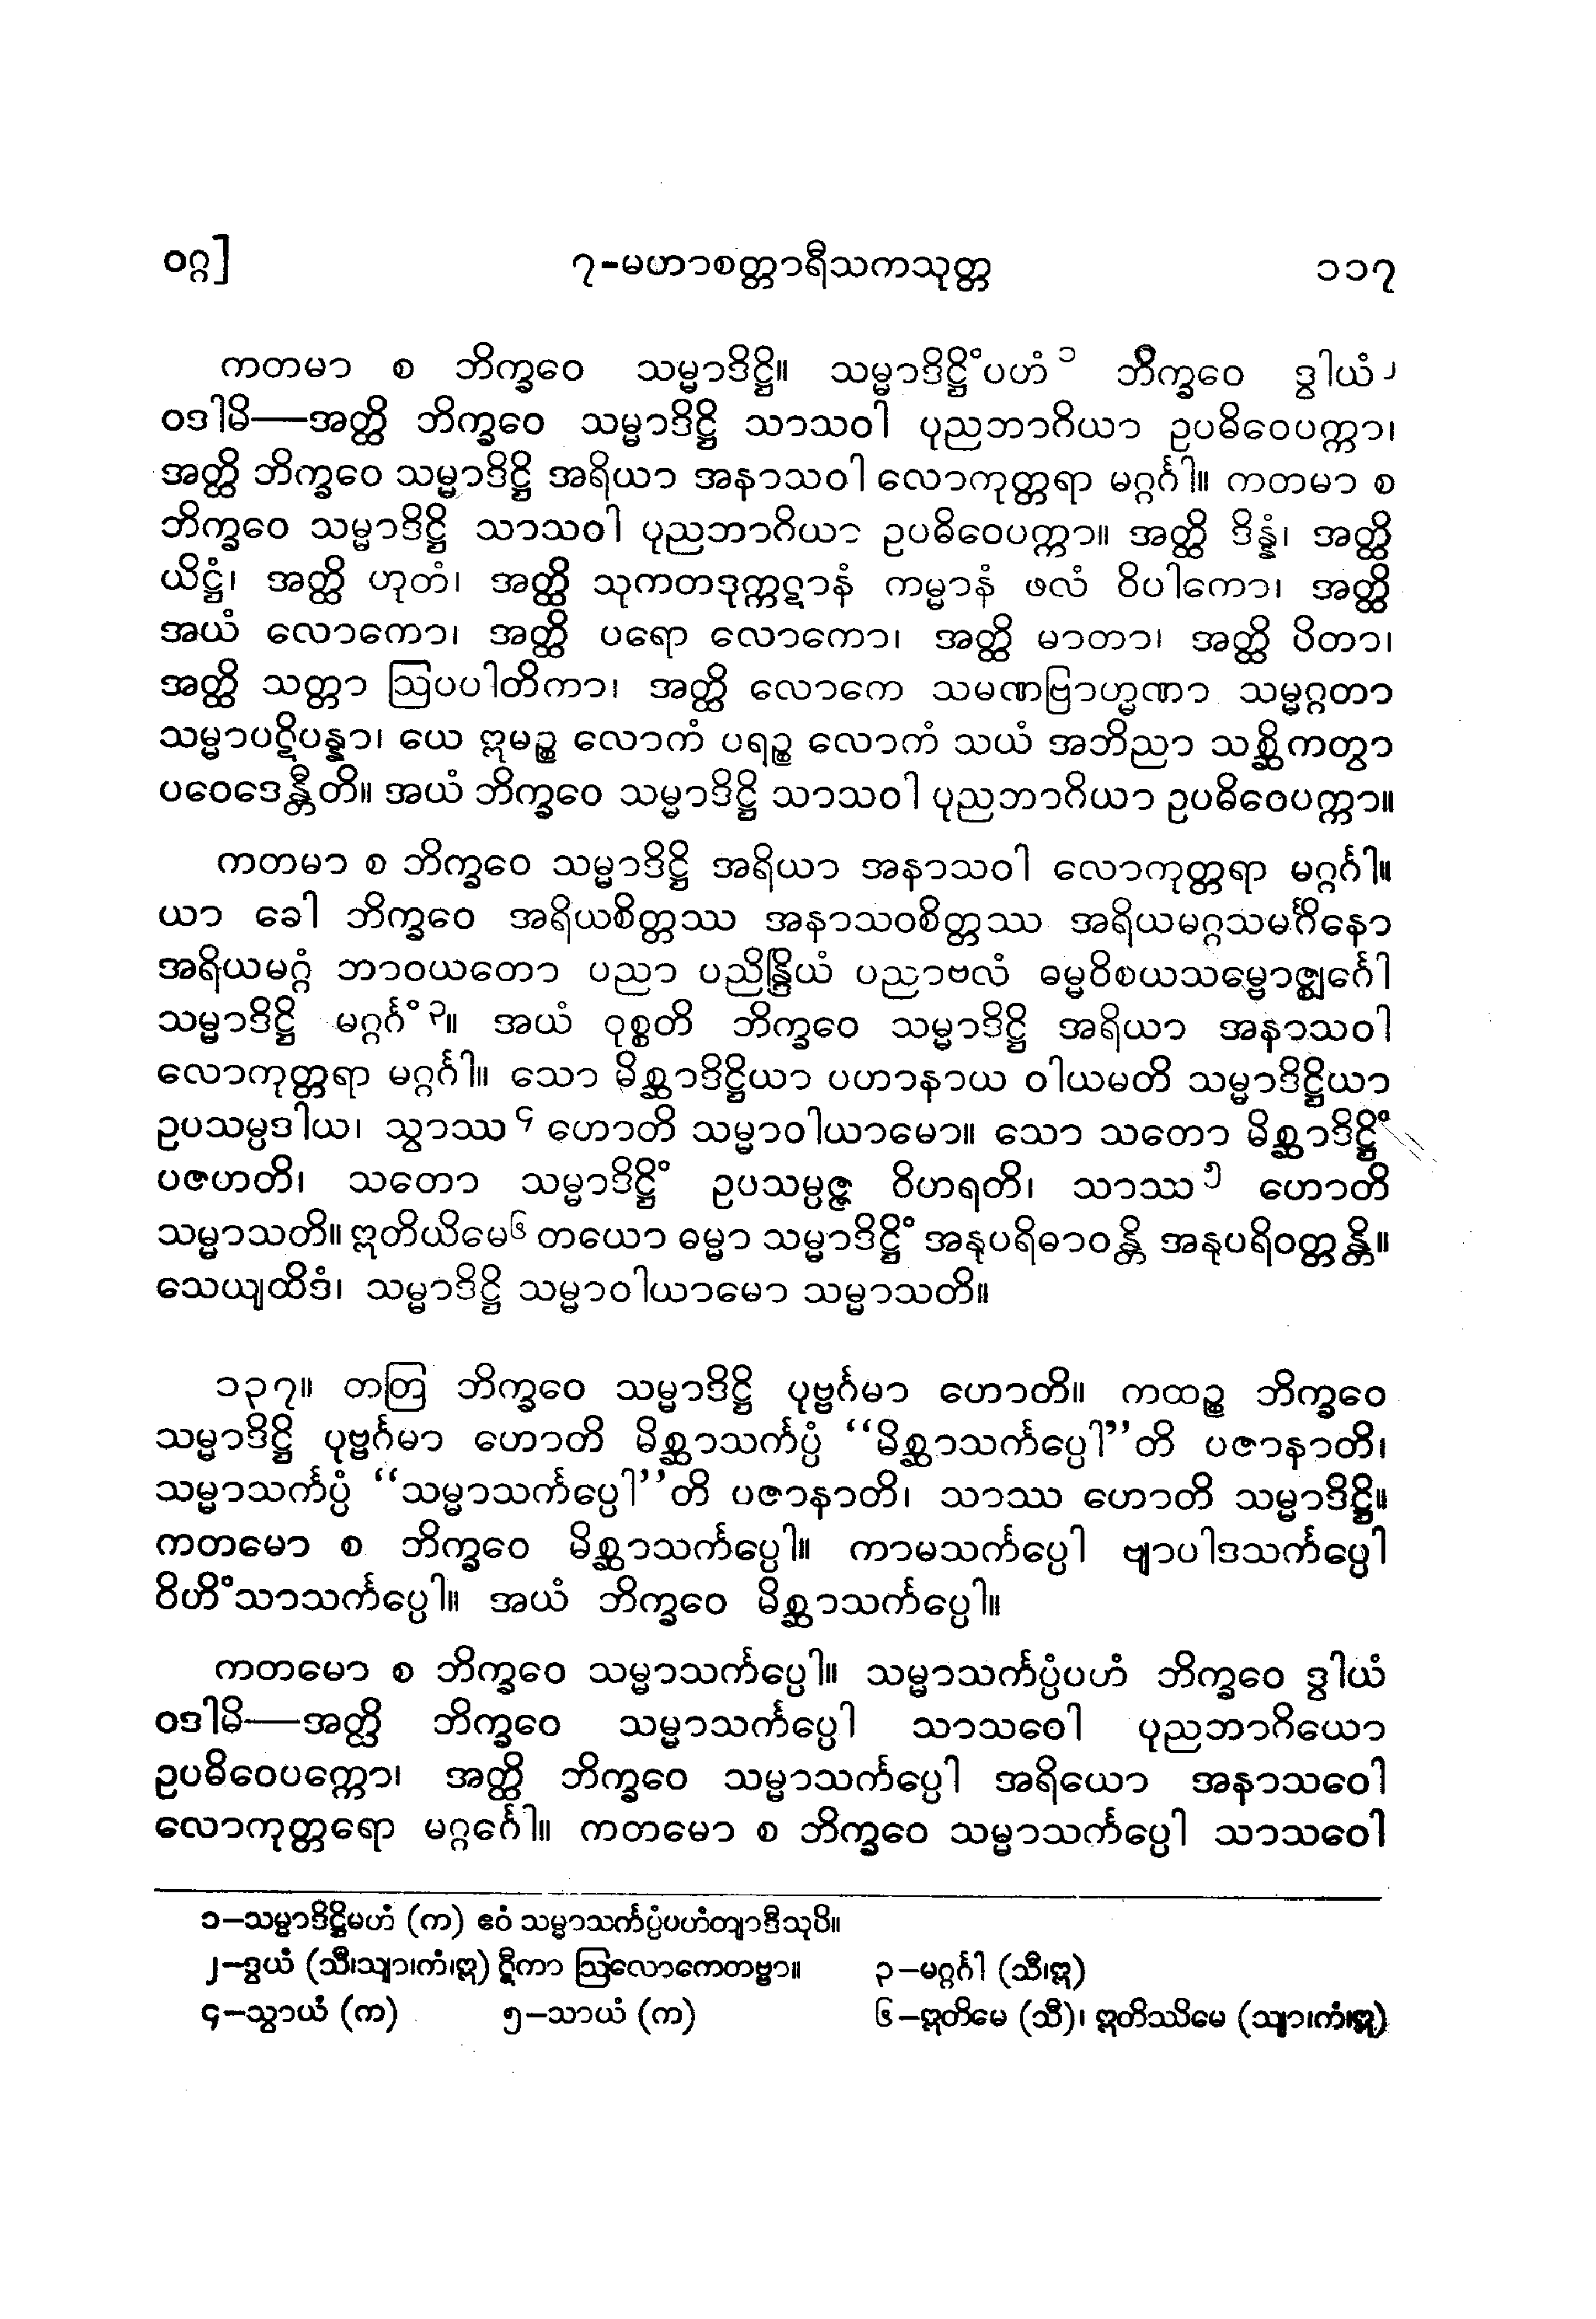 ဝဂ္ဂ] ၇-မဟာစတ္တာရီသကသုတ္တ ၁၁၇
ကတမာ စ ဘိက္ခဝေ သမ္မာဒိဋ္ဌိ။ သမ္မာဒိဋ္ဌိံပဟံ ၁ ဘိက္ခဝေ ဒွါယံ ၂
ဝဒါမိ—အတ္ထိ ဘိက္ခဝေ သမ္မာဒိဋ္ဌိ သာသဝါ ပုညဘာဂိယာ ဥပဓိဝေပက္ကာ၊
အတ္ထိ ဘိက္ခဝေ သမ္မာဒိဋ္ဌိ အရိယာ အနာသဝါ လောကုတ္တရာ မဂ္ဂင်္ဂါ။ ကတမာ စ
ဘိက္ခဝေ သမ္မာဒိဋ္ဌိ သာသဝါ ပုညဘာဂိယာ ဥပဓိဝေပက္ကာ။ အတ္ထိ ဒိန္နံ၊ အတ္ထိ
ယိဋ္ဌံ၊ အတ္ထိ ဟုတံ၊ အတ္ထိ သုကတဒုက္ကဋာနံ ကမ္မာနံ ဖလံ ဝိပါကော၊ အတ္ထိ
အယံ လောကော၊ အတ္ထိ ပရော လောကော၊ အတ္ထိ မာတာ၊ အတ္ထိ ပိတာ၊
အတ္ထိ သတ္တာ ဩပပါတိကာ၊ အတ္ထိ လောကေ သမဏဗြာဟ္မဏာ သမ္မဂ္ဂတာ
သမ္မာပဋိပန္နာ၊ ယေ ဣမဉ္စ လောကံ ပရဉ္စ လောကံ သယံ အဘိညာ သစ္ဆိကတွာ
ပဝေဒေန္တီတိ။ အယံ ဘိက္ခဝေ သမ္မာဒိဋ္ဌိ သာသဝါ ပုညဘာဂိယာ ဥပဓိဝေပက္ကာ။
ကတမာ စ ဘိက္ခဝေ သမ္မာဒိဋ္ဌိ အရိယာ အနာသဝါ လောကုတ္တရာ မဂ္ဂင်္ဂါ။
ယာ ခေါ ဘိက္ခဝေ အရိယစိတ္တဿ အနာသဝစိတ္တဿ အရိယမဂ္ဂသမင်္ဂိနော
အရိယမဂ္ဂံ ဘာဝယတော ပညာ ပညိန္ဒြိယံ ပညာဗလံ ဓမ္မဝိစယသမ္ဗောဇ္ဈင်္ဂေါ
သမ္မာဒိဋ္ဌိ မဂ္ဂင်္ဂံ ၃။ အယံ ဝုစ္စတိ ဘိက္ခဝေ သမ္မာဒိဋ္ဌိ အရိယာ အနာသဝါ
လောကုတ္တရာ မဂ္ဂင်္ဂါ။ သော မိစ္ဆာဒိဋ္ဌိယာ ပဟာနာယ ဝါယမတိ သမ္မာဒိဋ္ဌိယာ
ဥပသမ္ပဒါယ၊ သွာဿ ၄ ဟောတိ သမ္မာဝါယာမော။ သော သတော မိစ္ဆာဒိဋ္ဌိံ
ပဇဟတိ၊ သတော သမ္မာဒိဋ္ဌိံ ဥပသမ္ပဇ္ဇ ဝိဟရတိ၊ သာဿ ၅ ဟောတိ
သမ္မာသတိ။ ဣတိယိမေ ၆ တယော ဓမ္မာ သမ္မာဒိဋ္ဌိံ အနုပရိဓာဝန္တိ အနုပရိဝတ္တန္တိ။
သေယျထိဒံ၊ သမ္မာဒိဋ္ဌိ သမ္မာဝါယာမော သမ္မာသတိ။
၁၃၇။ တတြ ဘိက္ခဝေ သမ္မာဒိဋ္ဌိ ပုဗ္ဗင်္ဂမာ ဟောတိ။ ကထဉ္စ ဘိက္ခဝေ
သမ္မာဒိဋ္ဌိ ပုဗ္ဗင်္ဂမာ ဟောတိ မိစ္ဆာသင်္ကပ္ပံ “မိစ္ဆာသင်္ကပ္ပေါ”တိ ပဇာနာတိ၊
သမ္မာသင်္ကပ္ပံ “သမ္မာသင်္ကပ္ပေါ”တိ ပဇာနာတိ၊ သာဿ ဟောတိ သမ္မာဒိဋ္ဌိ။
ကတမော စ ဘိက္ခဝေ မိစ္ဆာသင်္ကပ္ပေါ။ ကာမသင်္ကပ္ပေါ ဗျာပါဒသင်္ကပ္ပေါ
ဝိဟိံသာသင်္ကပ္ပေါ။ အယံ ဘိက္ခဝေ မိစ္ဆာသင်္ကပ္ပေါ။
ကတမော စ ဘိက္ခဝေ သမ္မာသင်္ကပ္ပေါ။ သမ္မာသင်္ကပ္ပံပဟံ ဘိက္ခဝေ ဒွါယံ
ဝဒါမိ—အတ္ထိ ဘိက္ခဝေ သမ္မာသင်္ကပ္ပေါ သာသဝေါ ပုညဘာဂိယော
ဥပဓိဝေပက္ကော၊ အတ္ထိ ဘိက္ခဝေ သမ္မာသင်္ကပ္ပေါ အရိယော အနာသဝေါ
လောကုတ္တရော မဂ္ဂင်္ဂေါ။ ကတမော စ ဘိက္ခဝေ သမ္မာသင်္ကပ္ပေါ သာသဝေါ
၁–သမ္မာဒိဋ္ဌိမဟံ (က) ဧဝံ သမ္မာသင်္ကပ္ပံပဟံတျာဒီသုပိ။
၂–ဒွယံ (သီ၊သျာ၊ကံ၊ဣ) ဋီကာ ဩလောကေတဗ္ဗာ။ ၃–မဂ္ဂင်္ဂါ (သီ၊ဣ)
၄–သွာယံ (က) ၅–သာယံ (က) ၆–ဣတိမေ (သီ)၊ ဣတိဿိမေ (သျာ၊ကံ၊ဣ)